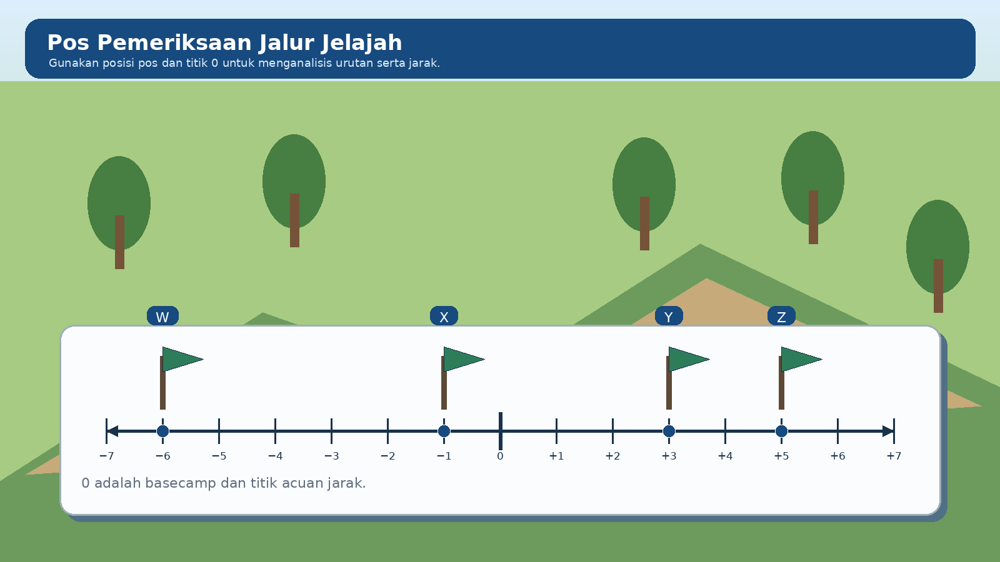 Pos Pemeriksaan Jalur Jelajah
Gunakan posisi pos dan titik 0 untuk menganalisis urutan serta jarak.
W X Y Z
−7 −6 −5 −4 −3 −2 −1 0 +1 +2 +3 +4 +5 +6 +7
0 adalah basecamp dan titik acuan jarak.